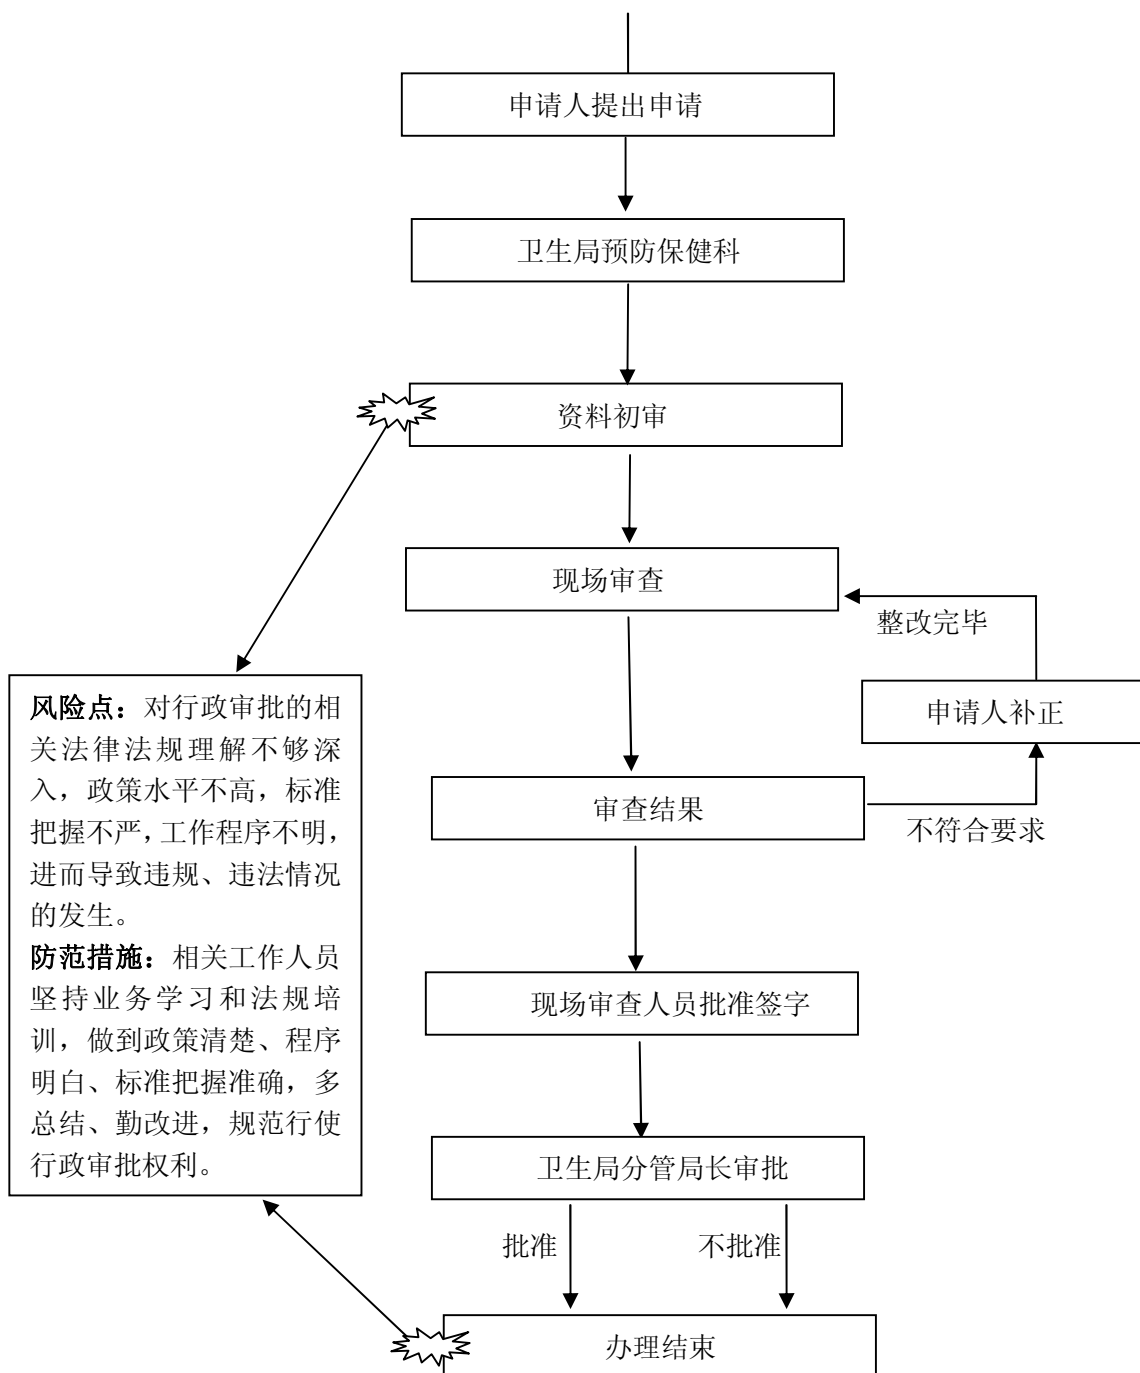 申请人提出申请
卫生局预防保健科
资料初审
现场审查
整改完毕
申请人补正
审查结果
不符合要求
风险点：对行政审批的相
关法律法规理解不够深
入，政策水平不高，标准
把握不严，工作程序不明，
进而导致违规、违法情况
的发生。
防范措施：相关工作人员
坚持业务学习和法规培
训，做到政策清楚、程序
明白、标准把握准确，多
总结、勤改进，规范行使
行政审批权利。
现场审查人员批准签字
卫生局分管局长审批
批准
不批准
办理结束